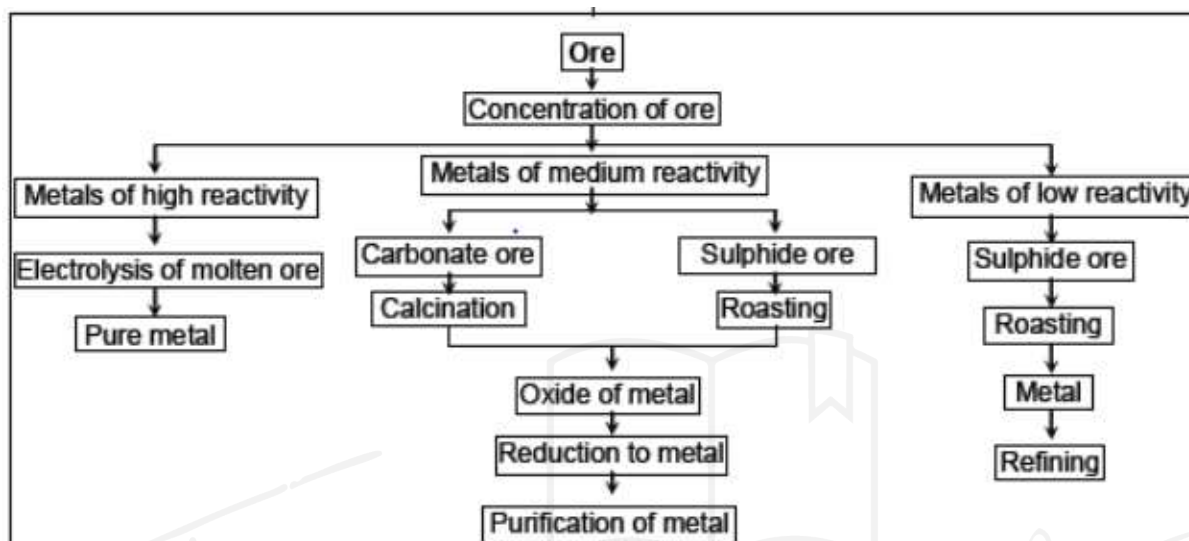 Ore
Concentration of ore
Metals of high reactivity
Metals of medium reactivity
Metals of low reactivity
Electrolysis of molten ore
Pure metal
Carbonate ore
Sulphide ore
Calcination
Roasting
Oxide of metal
Reduction to metal
Purification of metal
Sulphide ore
Roasting
Metal
Refining